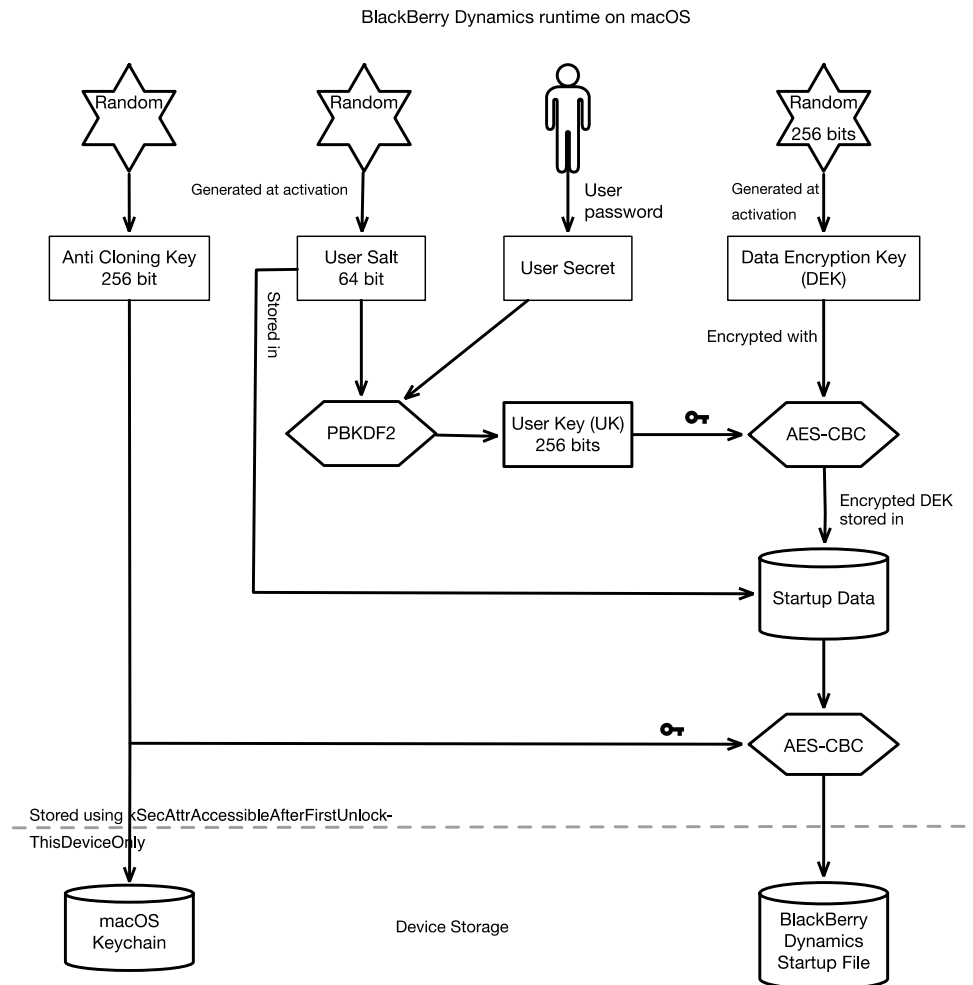 BlackBerry Dynamics runtime on macOS
Random
Random
Random
256 bits
Generated at activation
User
password
Generated at
activation
Anti Cloning Key
256 bit
User Salt
64 bit
User Secret
Data Encryption Key
(DEK)
Stored in
Encrypted with
PBKDF2
User Key (UK)
256 bits
AES-CBC
Encrypted DEK
stored in
Startup Data
AES-CBC
Stored using kSecAttrAccessibleAfterFirstUnlock-
ThisDeviceOnly
macOS
Keychain
Device Storage
BlackBerry
Dynamics
Startup File